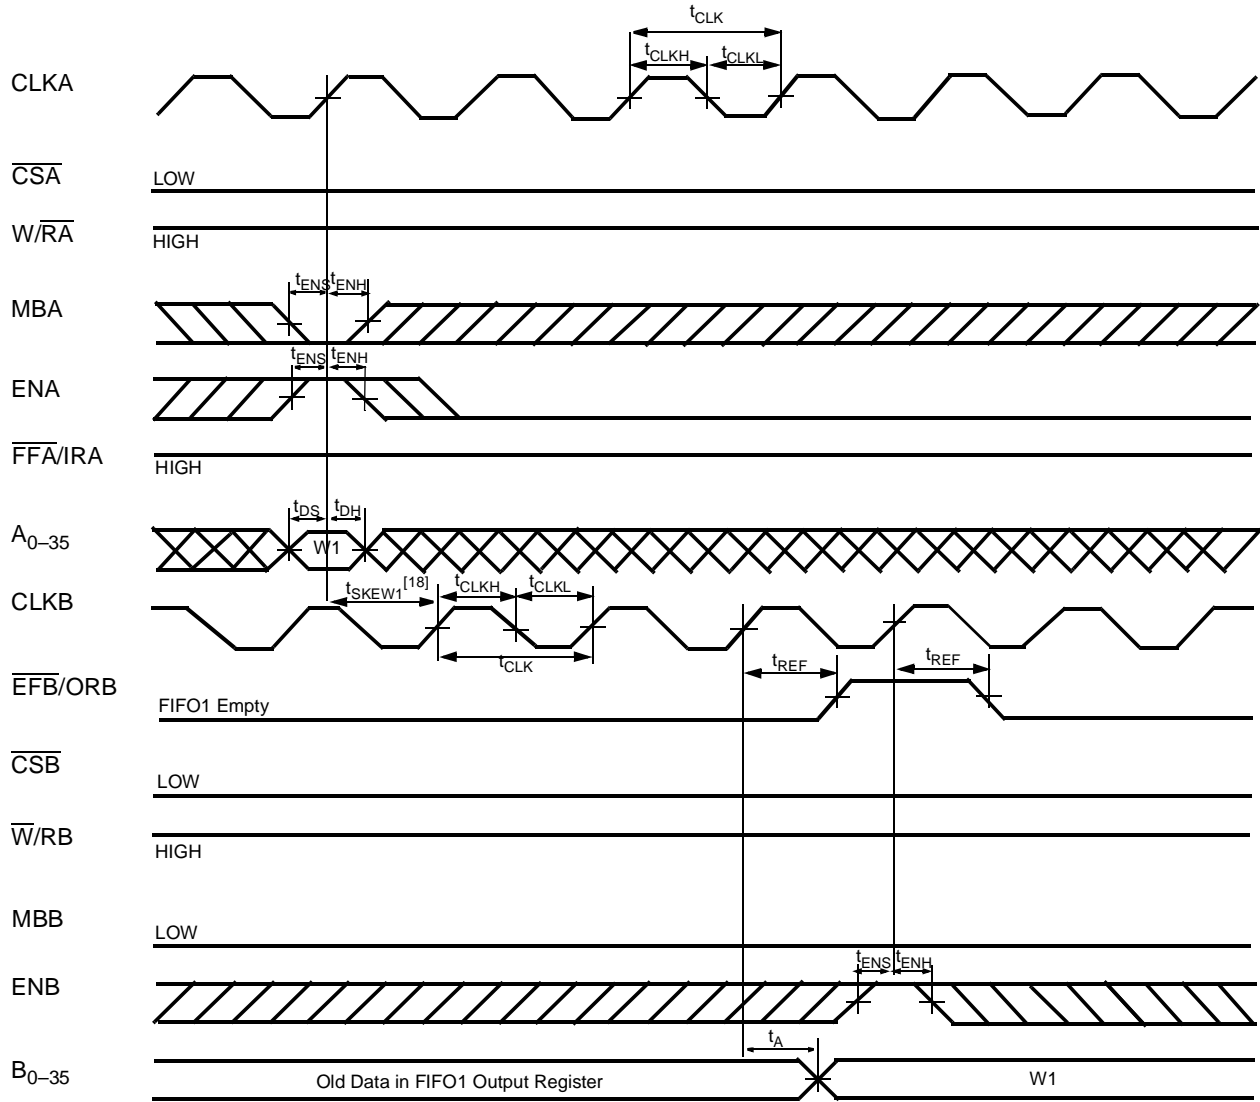 tCLK
tCLKH tCLKL
CLKA
CSA
LOW
W/RA
HIGH
tENS tENH
MBA
tENS tENH
ENA
FFA/IRA
HIGH
tDS tDH
A0–35
W1
tSKEW1[18] tCLKH tCLKL
CLKB
tCLK
tREF tREF
EFB/ORB
FIFO1 Empty
CSB
LOW
W/RB
HIGH
MBB
LOW
tENS tENH
ENB
tA
B0–35
Old Data in FIFO1 Output Register W1